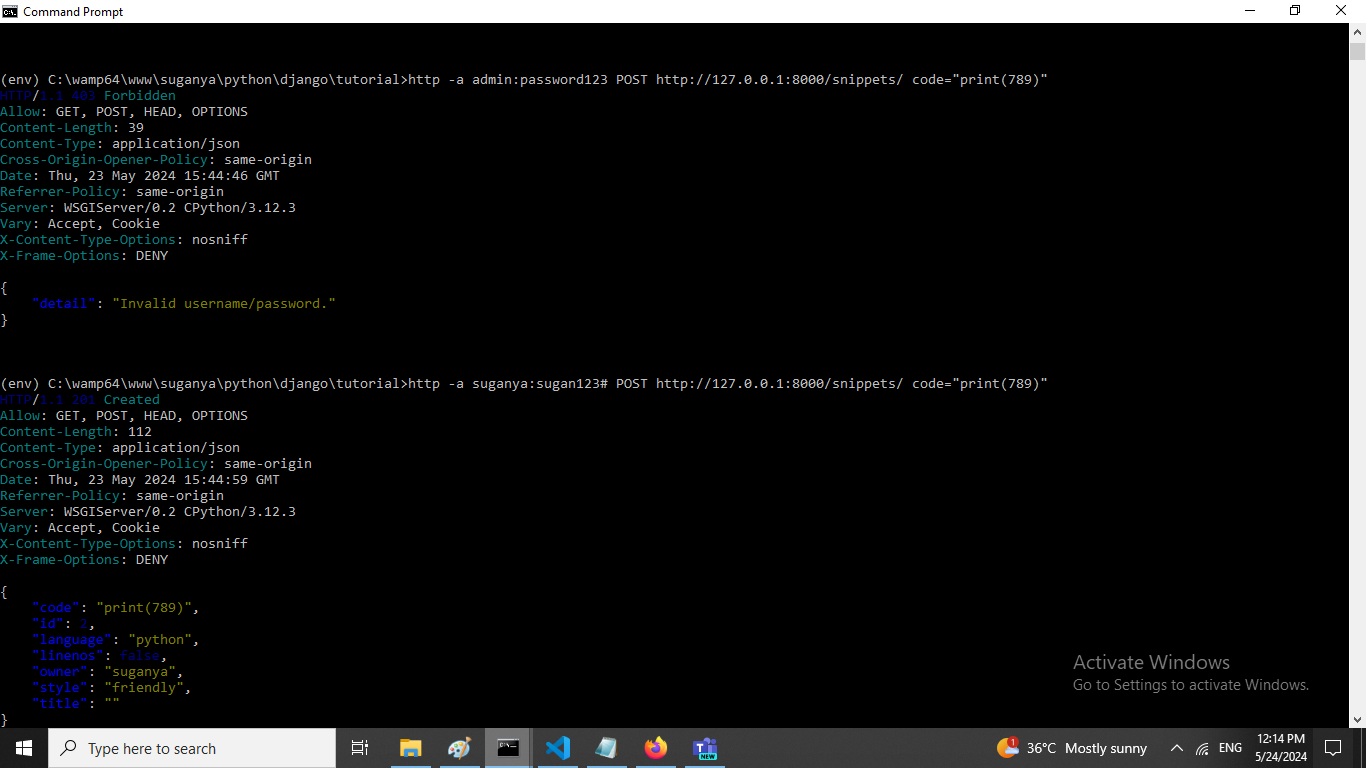 Command Prompt
(env) C:\wamp64\www\suganya\python\django\tutorial>http -a admin:password123 POST http://127.0.0.1:8000/snippets/ code="print(789)"
HTTP/1.1 403 Forbidden
Allow: GET, POST, HEAD, OPTIONS
Content-Length: 39
Content-Type: application/json
Cross-Origin-Opener-Policy: same-origin
Date: Thu, 23 May 2024 15:44:46 GMT
Referrer-Policy: same-origin
Server: WSGIServer/0.2 CPython/3.12.3
Vary: Accept, Cookie
X-Content-Type-Options: nosniff
X-Frame-Options: DENY
{
    "detail": "Invalid username/password."
}
(env) C:\wamp64\www\suganya\python\django\tutorial>http -a suganya:sugan123# POST http://127.0.0.1:8000/snippets/ code="print(789)"
HTTP/1.1 201 Created
Allow: GET, POST, HEAD, OPTIONS
Content-Length: 112
Content-Type: application/json
Cross-Origin-Opener-Policy: same-origin
Date: Thu, 23 May 2024 15:44:59 GMT
Referrer-Policy: same-origin
Server: WSGIServer/0.2 CPython/3.12.3
Vary: Accept, Cookie
X-Content-Type-Options: nosniff
X-Frame-Options: DENY
{
    "code": "print(789)",
    "id": 2,
    "language": "python",
    "linenos": false,
    "owner": "suganya",
    "style": "friendly",
    "title": ""
}
Activate Windows
Go to Settings to activate Windows.
Type here to search
NEW
1
36°C Mostly sunny
ENG
12:14 PM
5/24/2024